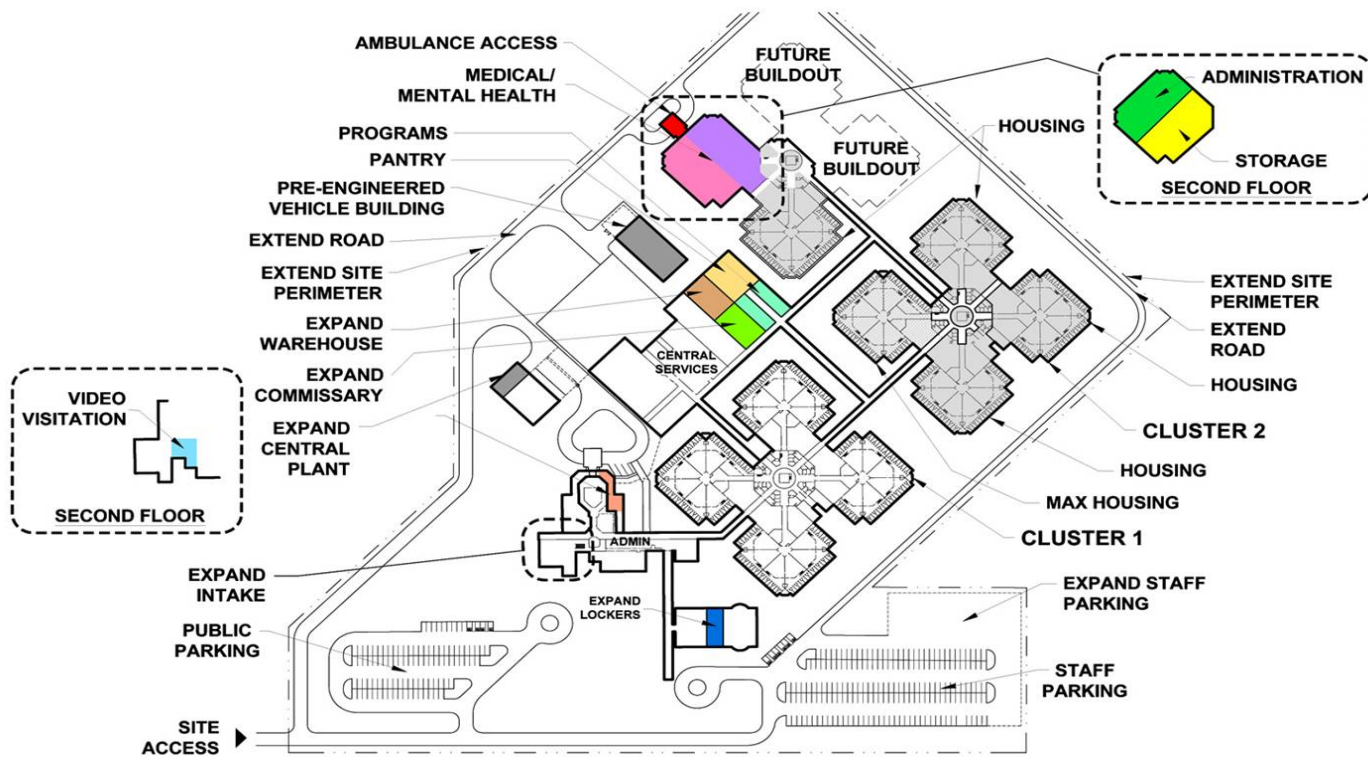 AMBULANCE ACCESS
MEDICAL/
MENTAL HEALTH
PROGRAMS
PANTRY
PRE-ENGINEERED
VEHICLE BUILDING
EXTEND ROAD
EXTEND SITE
PERIMETER
EXPAND
WAREHOUSE
EXPAND
COMMISSARY
EXPAND
CENTRAL
PLANT
VIDEO
VISITATION
SECOND FLOOR
EXPAND
INTAKE
PUBLIC
PARKING
SITE
ACCESS
FUTURE
BUILDOUT
FUTURE
BUILDOUT
CENTRAL
SERVICES
ADMIN
EXPAND
LOCKERS
ADMINISTRATION
STORAGE
SECOND FLOOR
HOUSING
EXTEND SITE
PERIMETER
EXTEND
ROAD
HOUSING
CLUSTER 2
HOUSING
MAX HOUSING
CLUSTER 1
EXPAND STAFF
PARKING
STAFF
PARKING